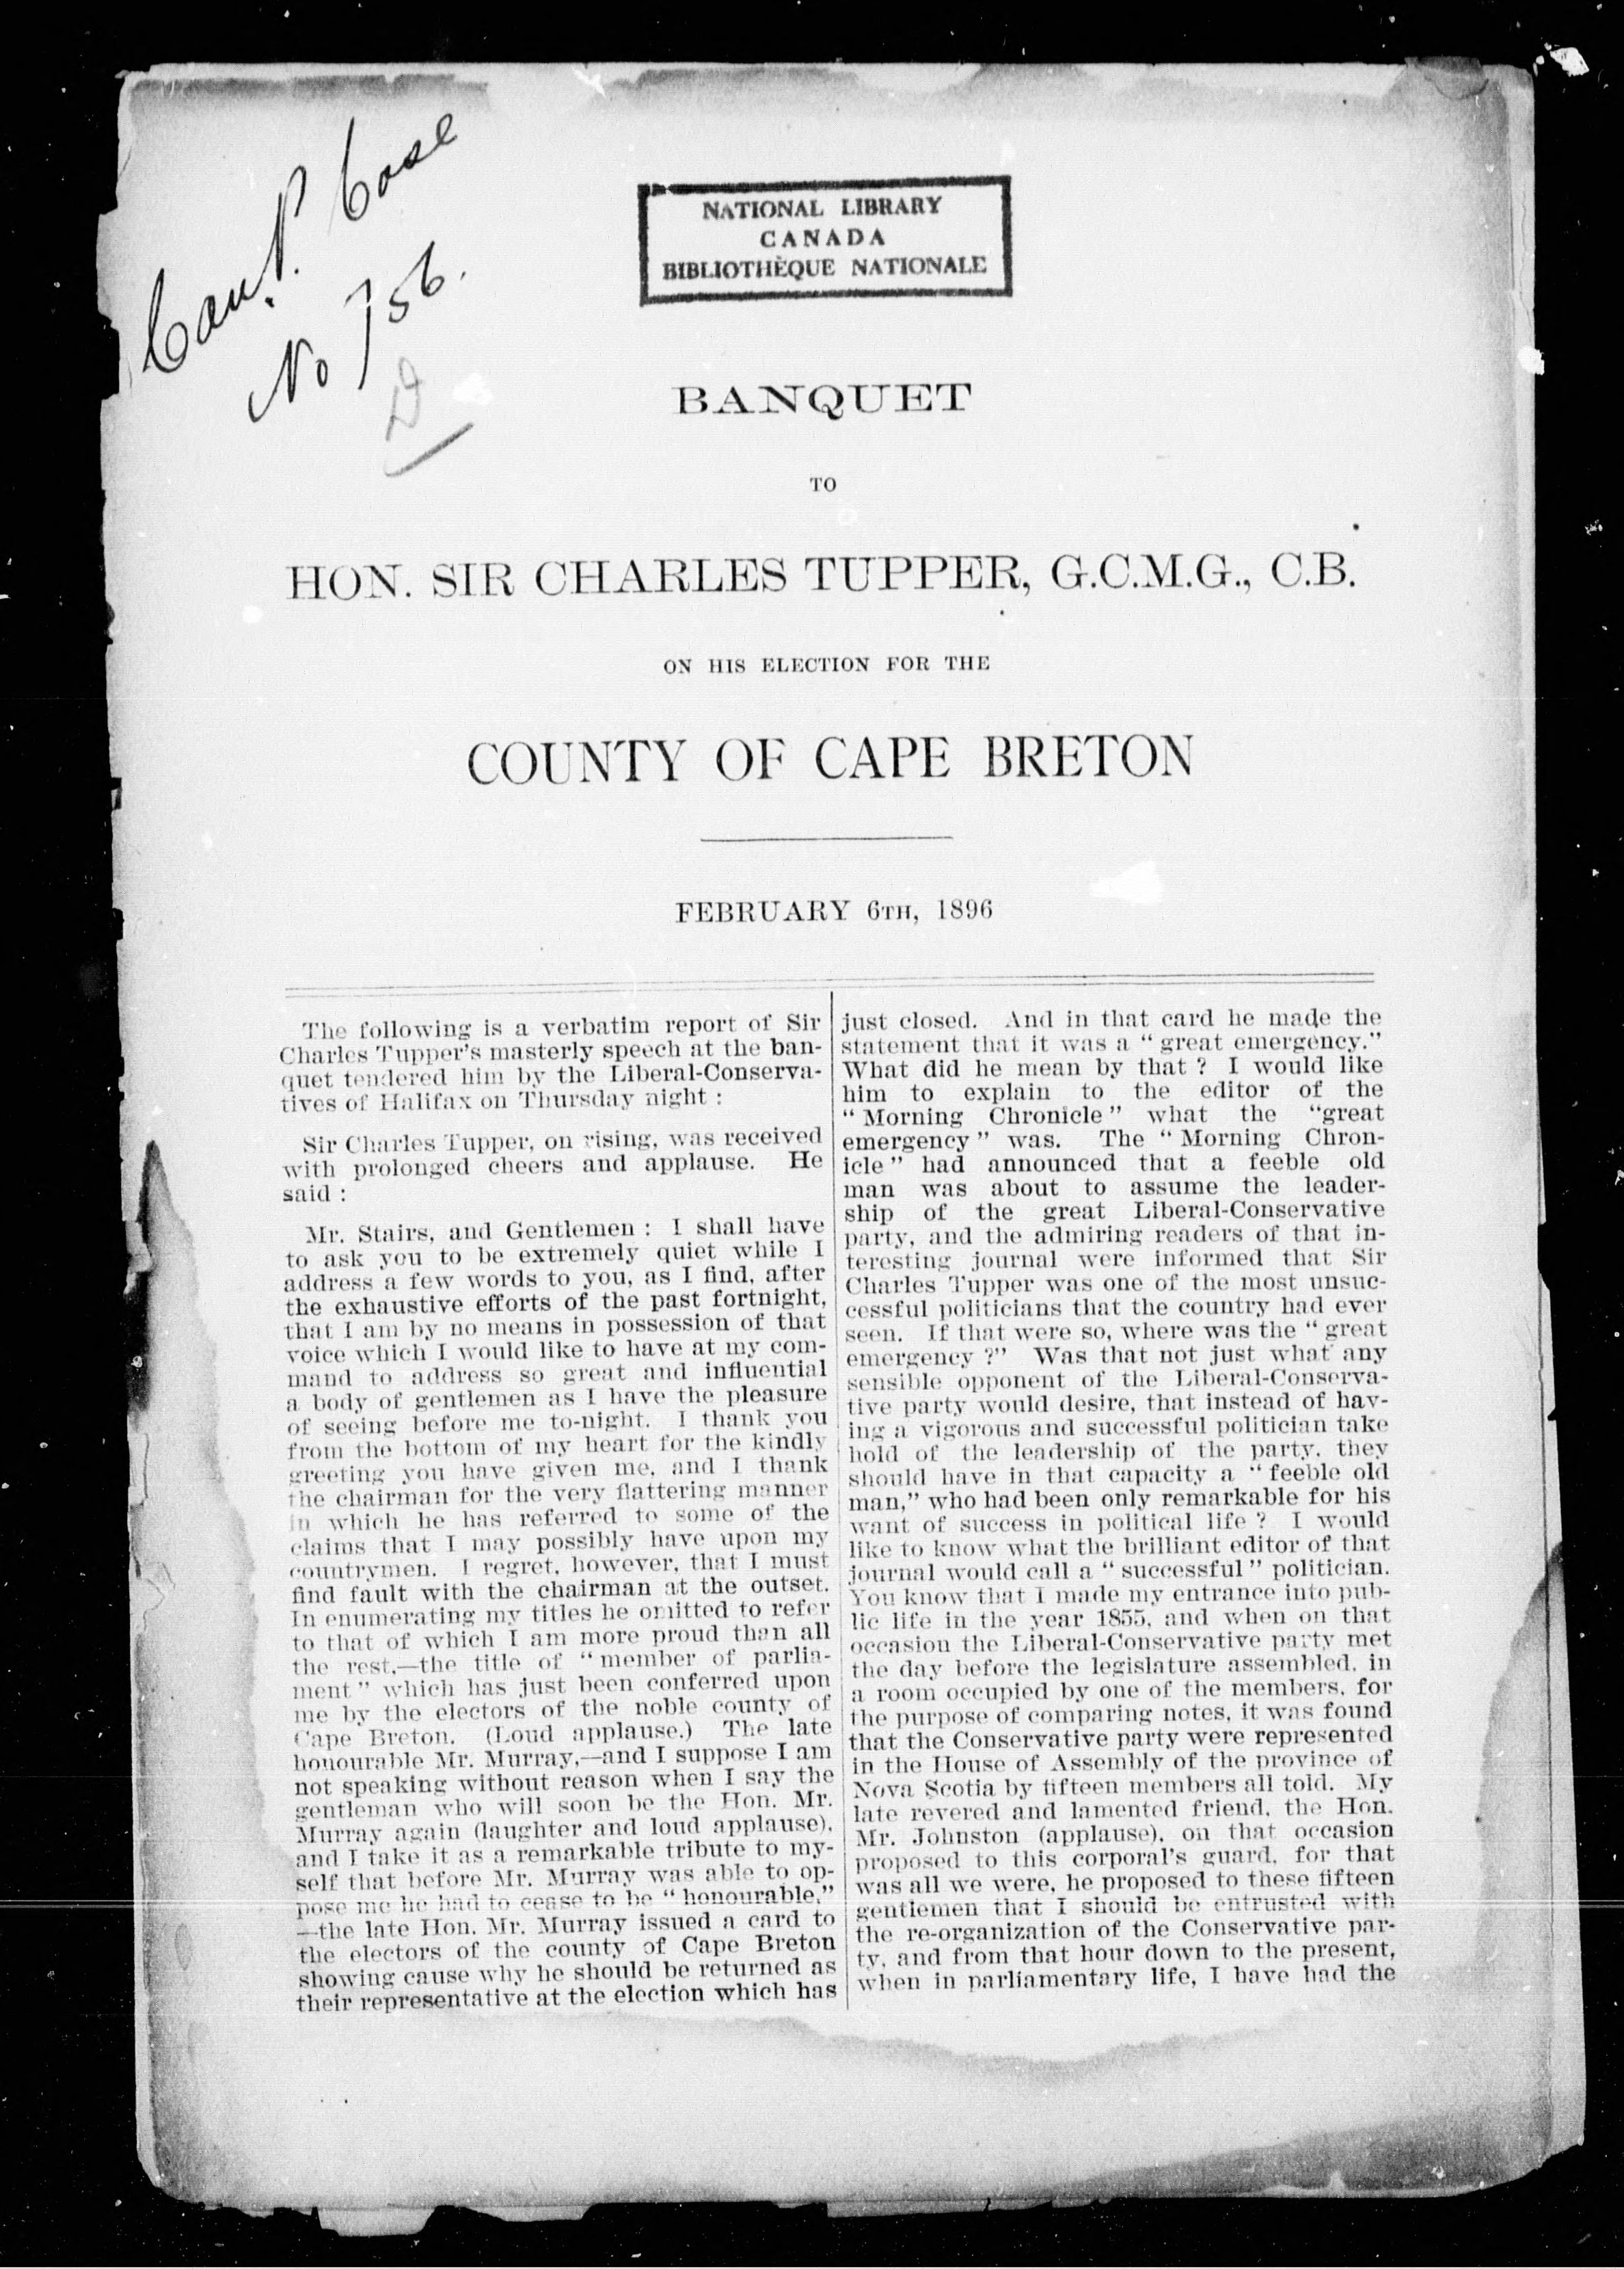 Can. P. Case
No 756.
NATIONAL LIBRARY
CANADA
BIBLIOTHÈQUE NATIONALE
BANQUET
TO
HON. SIR CHARLES TUPPER, G.C.M.G., C.B.
ON HIS ELECTION FOR THE
COUNTY OF CAPE BRETON
FEBRUARY 6TH, 1896
The following is a verbatim report of Sir
Charles Tupper's masterly speech at the ban-
quet tendered him by the Liberal-Conserva-
tives of Halifax on Thursday night :
Sir Charles Tupper, on rising, was received
with prolonged cheers and applause. He
said :
Mr. Stairs, and Gentlemen : I shall have
to ask you to be extremely quiet while I
address a few words to you, as I find, after
the exhaustive efforts of the past fortnight,
that I am by no means in possession of that
voice which I would like to have at my com-
mand to address so great and influential
a body of gentlemen as I have the pleasure
of seeing before me to-night. I thank you
from the bottom of my heart for the kindly
greeting you have given me, and I thank
the chairman for the very flattering manner
in which he has referred to some of the
claims that I may possibly have upon my
countrymen. I regret, however, that I must
find fault with the chairman at the outset.
In enumerating my titles he omitted to refer
to that of which I am more proud than all
the rest,—the title of " member of parlia-
ment " which has just been conferred upon
me by the electors of the noble county of
Cape Breton. (Loud applause.) The late
honourable Mr. Murray,—and I suppose I am
not speaking without reason when I say the
gentleman who will soon be the Hon. Mr.
Murray again (laughter and loud applause),
and I take it as a remarkable tribute to my-
self that before Mr. Murray was able to op-
pose me he had to cease to be " honourable,"
—the late Hon. Mr. Murray issued a card to
the electors of the county of Cape Breton
showing cause why he should be returned as
their representative at the election which has
just closed. And in that card he made the
statement that it was a " great emergency."
What did he mean by that ? I would like
him to explain to the editor of the
" Morning Chronicle " what the "great
emergency " was. The " Morning Chron-
icle " had announced that a feeble old
man was about to assume the leader-
ship of the great Liberal-Conservative
party, and the admiring readers of that in-
teresting journal were informed that Sir
Charles Tupper was one of the most unsuc-
cessful politicians that the country had ever
seen. If that were so, where was the " great
emergency ?" Was that not just what any
sensible opponent of the Liberal-Conserva-
tive party would desire, that instead of hav-
ing a vigorous and successful politician take
hold of the leadership of the party, they
should have in that capacity a " feeble old
man," who had been only remarkable for his
want of success in political life ? I would
like to know what the brilliant editor of that
journal would call a " successful " politician.
You know that I made my entrance into pub-
lic life in the year 1855, and when on that
occasion the Liberal-Conservative party met
the day before the legislature assembled, in
a room occupied by one of the members, for
the purpose of comparing notes, it was found
that the Conservative party were represented
in the House of Assembly of the province of
Nova Scotia by fifteen members all told. My
late revered and lamented friend, the Hon.
Mr. Johnston (applause), on that occasion
proposed to this corporal's guard, for that
was all we were, he proposed to these fifteen
gentlemen that I should be entrusted with
the re-organization of the Conservative par-
ty, and from that hour down to the present,
when in parliamentary life, I have had the